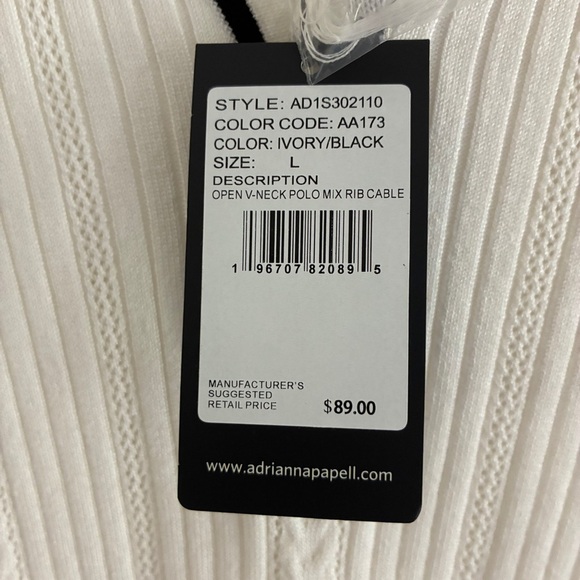 STYLE: AD1S302110
COLOR CODE: AA173
COLOR: IVORY/BLACK
SIZE: L
DESCRIPTION
OPEN V-NECK POLO MIX RIB CABLE
1 96707 82089 5
MANUFACTURER'S
SUGGESTED
RETAIL PRICE $89.00
www.adriannapapell.com